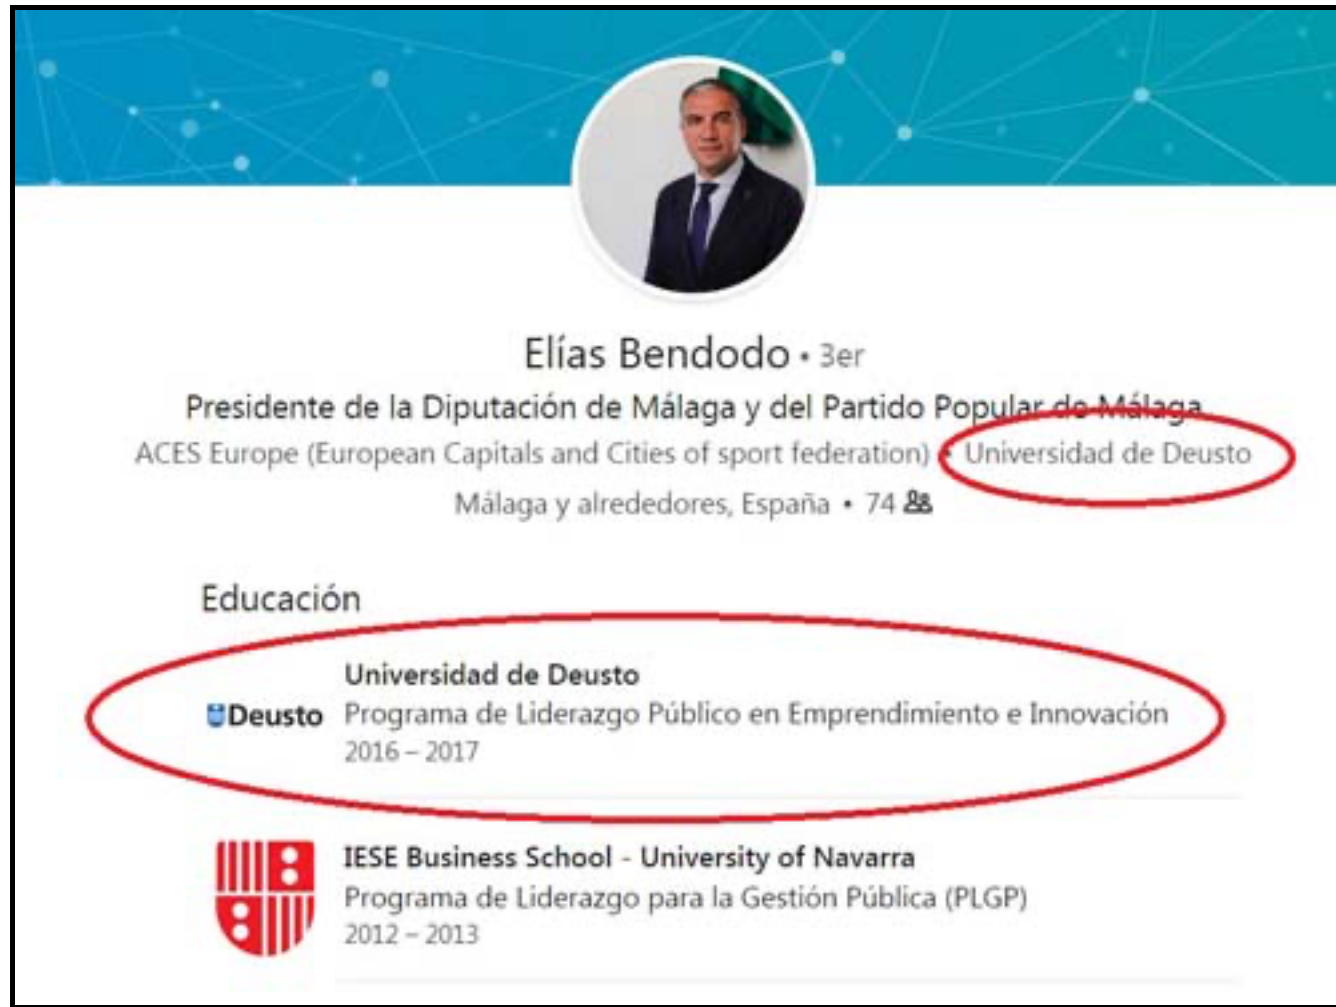 Elías Bendodo • 3er
Presidente de la Diputación de Málaga y del Partido Popular de Málaga
ACES Europe (European Capitals and Cities of sport federation) • Universidad de Deusto
Málaga y alrededores, España • 74
Educación
Universidad de Deusto
Deusto Programa de Liderazgo Público en Emprendimiento e Innovación
2016 – 2017
IESE Business School - University of Navarra
Programa de Liderazgo para la Gestión Pública (PLGP)
2012 – 2013